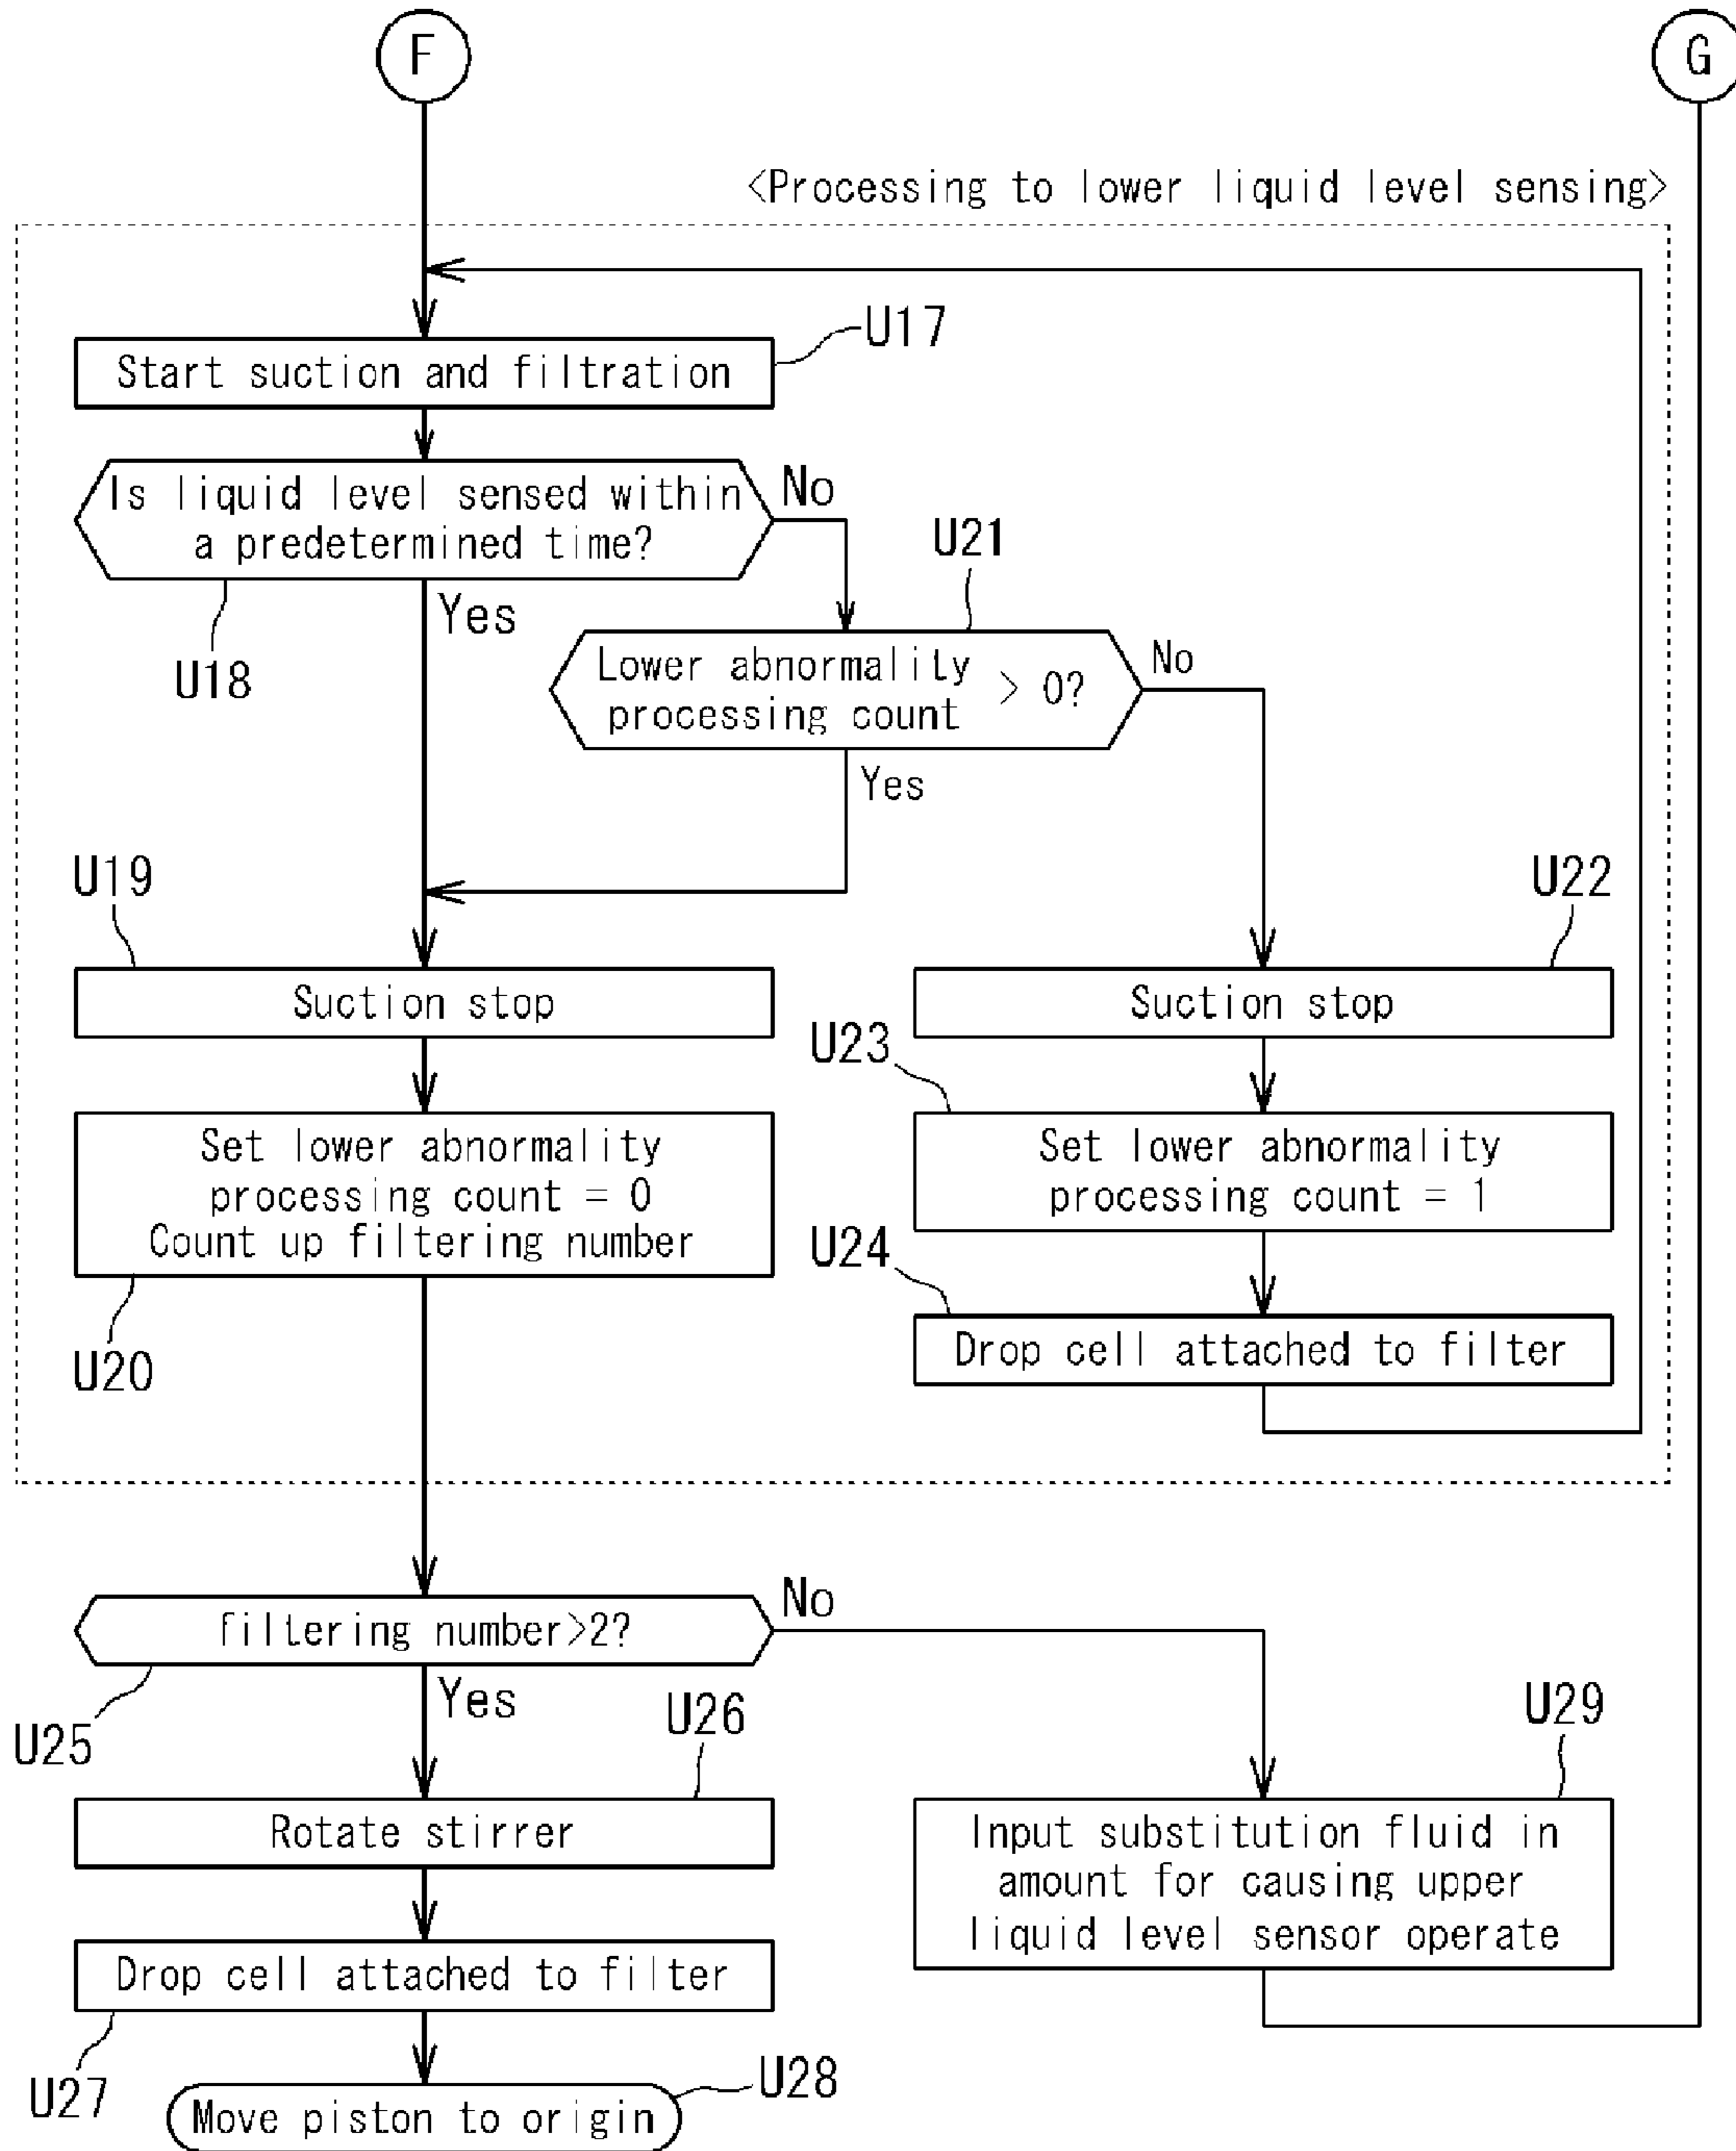 F
G
<Processing to lower liquid level sensing>
U17
Start suction and filtration
Is liquid level sensed within
a predetermined time?
No
U21
Yes
U18
Lower abnormality
processing count
> 0?
No
Yes
U19
U22
Suction stop
Suction stop
U23
Set lower abnormality
processing count = 0
Count up filtering number
Set lower abnormality
processing count = 1
U24
U20
Drop cell attached to filter
filtering number>2?
No
Yes
U25
U26
U29
Rotate stirrer
Input substitution fluid in
amount for causing upper
liquid level sensor operate
Drop cell attached to filter
U27
U28
Move piston to origin